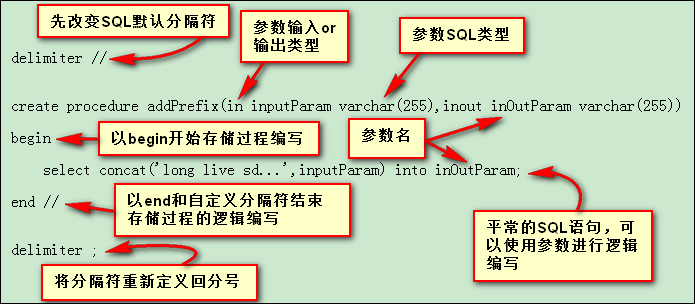 先改变SQL默认分隔符
参数输入or
输出类型
参数SQL类型
delimiter //
create procedure addPrefix(in inputParam varchar(255),inout inOutParam varchar(255))
begin
以begin开始存储过程编写
参数名
select concat('long live sd...',inputParam) into inOutParam;
end //
以end和自定义分隔符结束
存储过程的逻辑编写
平常的SQL语句，可
以使用参数进行逻辑
编写
delimiter ;
将分隔符重新定义回分号